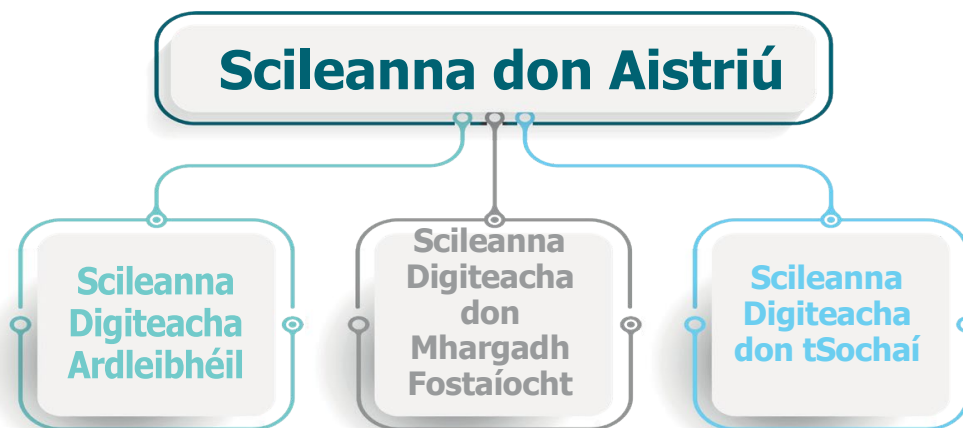 Scileanna don Aistriú
Scileanna
Digiteacha
Ardleibhéil
Scileanna
Digiteacha
don
Mhargadh
Fostaíocht
Scileanna
Digiteacha
don tSochaí